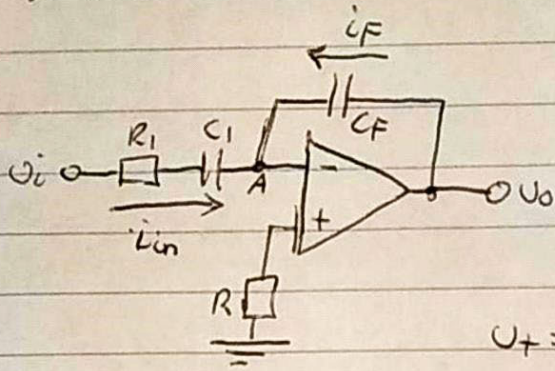 iF
R1 C1 CF
Ui A - Uo
iin +
R
U+ =